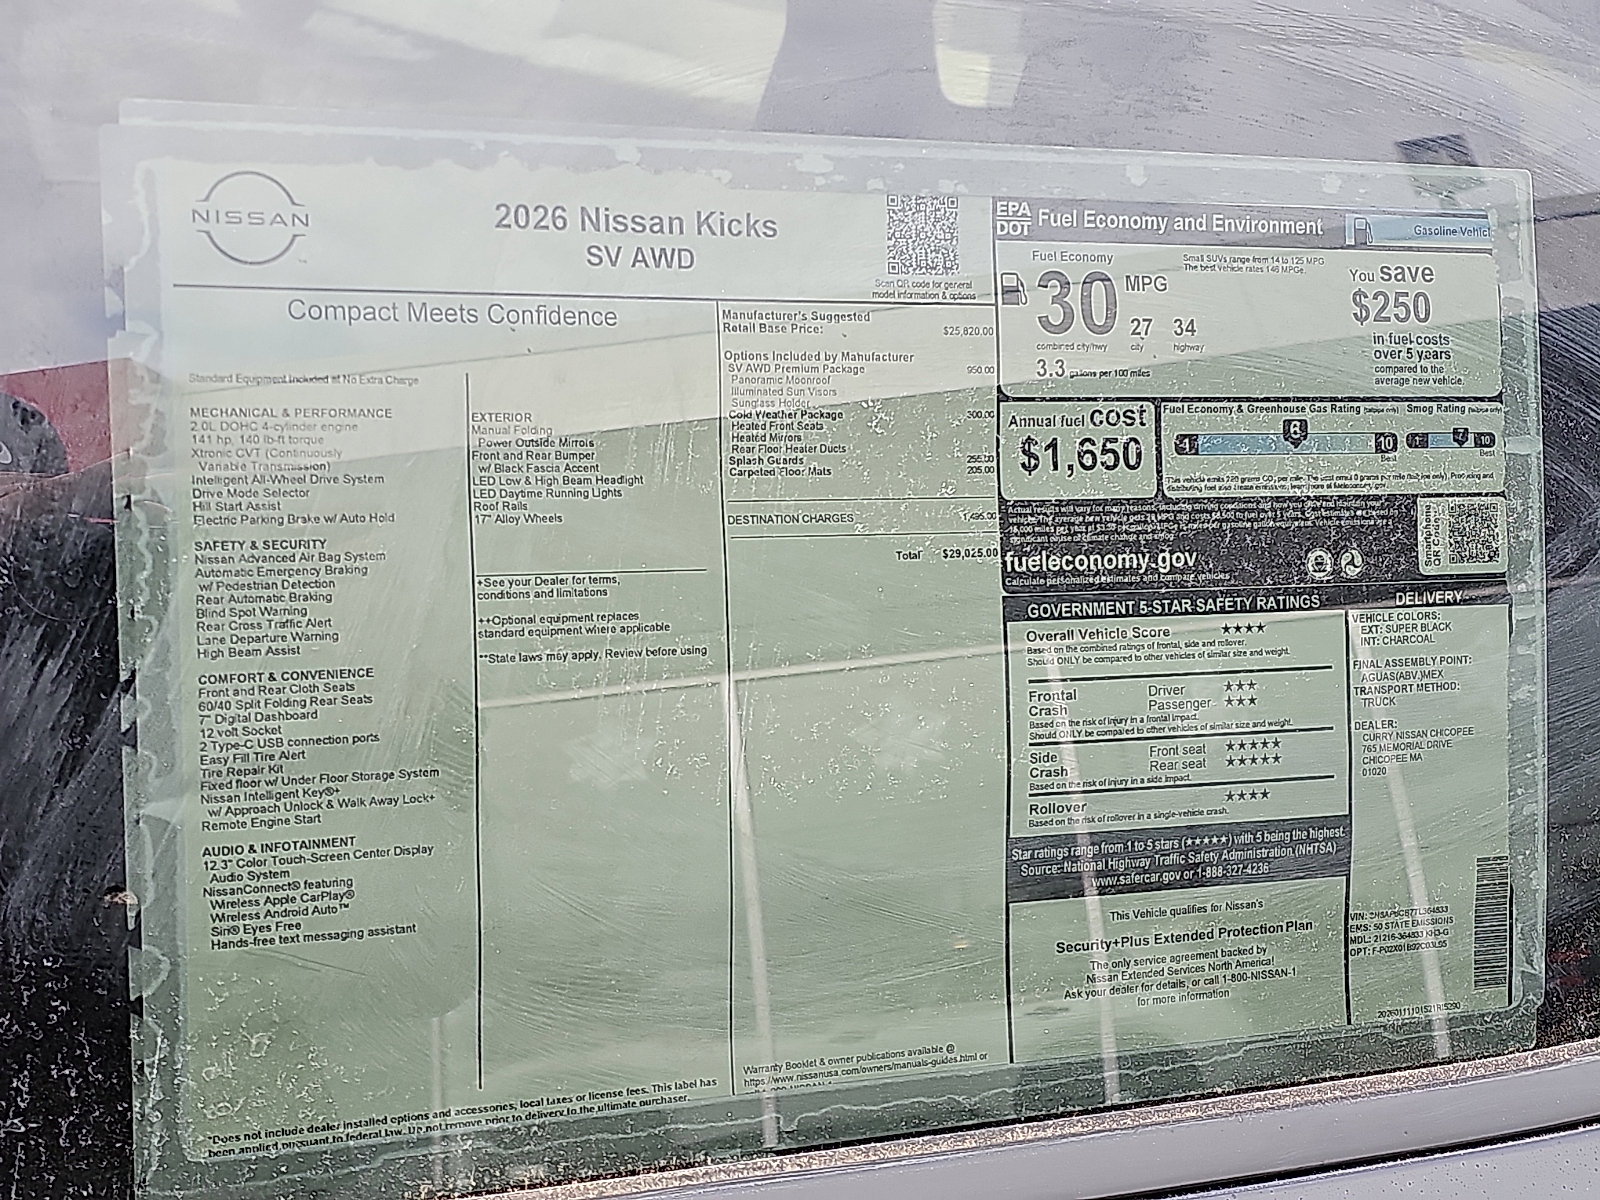 NISSAN
2026 Nissan Kicks
SV AWD
Scan QR code for general
model information & options
Compact Meets Confidence
Standard Equipment Included at No Extra Charge
MECHANICAL & PERFORMANCE
2.0L DOHC 4-cylinder engine
141 hp, 140 lb-ft torque
Xtronic CVT (Continuously
Variable Transmission)
Intelligent All-Wheel Drive System
Drive Mode Selector
Hill Start Assist
Electric Parking Brake w/ Auto Hold
SAFETY & SECURITY
Nissan Advanced Air Bag System
Automatic Emergency Braking
w/ Pedestrian Detection
Rear Automatic Braking
Blind Spot Warning
Rear Cross Traffic Alert
Lane Departure Warning
High Beam Assist
COMFORT & CONVENIENCE
Front and Rear Cloth Seats
60/40 Split Folding Rear Seats
7" Digital Dashboard
12 volt Socket
2 Type-C USB connection ports
Easy Fill Tire Alert
Tire Repair Kit
Fixed floor w/ Under Floor Storage System
Nissan Intelligent Key®+
w/ Approach Unlock & Walk Away Lock+
Remote Engine Start
AUDIO & INFOTAINMENT
12.3" Color Touch-Screen Center Display
Audio System
NissanConnect® featuring
Wireless Apple CarPlay®
Wireless Android Auto™
Siri® Eyes Free
Hands-free text messaging assistant
EXTERIOR
Manual Folding
Power Outside Mirrors
Front and Rear Bumper
w/ Black Fascia Accent
LED Low & High Beam Headlight
LED Daytime Running Lights
Roof Rails
17" Alloy Wheels
+See your Dealer for terms,
conditions and limitations
++Optional equipment replaces
standard equipment where applicable
**State laws may apply. Review before using
*Does not include dealer installed options and accessories, local taxes or license fees. This label has
been applied pursuant to federal law. Do not remove prior to delivery to the ultimate purchaser.
Manufacturer's Suggested
Retail Base Price: $25,820.00
Options Included by Manufacturer
SV AWD Premium Package 950.00
Panoramic Moonroof
Illuminated Sun Visors
Sunglass Holder
Cold Weather Package 300.00
Heated Front Seats
Heated Mirrors
Rear Floor Heater Ducts
Splash Guards 255.00
Carpeted Floor Mats 205.00
DESTINATION CHARGES 1,495.00
Total $29,025.00
Warranty Booklet & owner publications available @
https://www.nissanusa.com/owners/manuals-guides.html or
EPA
DOT
Fuel Economy and Environment
Gasoline Vehicl
Fuel Economy
30 MPG
27 34
combined city/hwy city highway
3.3 gallons per 100 miles
Small SUVs range from 14 to 125 MPG
The best vehicle rates 146 MPGe.
You save
$250
in fuel costs
over 5 years
compared to the
average new vehicle.
Annual fuel cost
$1,650
Fuel Economy & Greenhouse Gas Rating (tailpipe only) Smog Rating (tailpipe only)
1 6 10 1 7 10
Best Best
fueleconomy.gov
Calculate personalized estimates and compare vehicles
Smartphone
QR Code
GOVERNMENT 5-STAR SAFETY RATINGS
Overall Vehicle Score ★★★★
Based on the combined ratings of frontal, side and rollover.
Should ONLY be compared to other vehicles of similar size and weight.
Frontal Driver ★★★
Crash Passenger ★★★
Based on the risk of injury in a frontal impact.
Should ONLY be compared to other vehicles of similar size and weight.
Side Front seat ★★★★★
Crash Rear seat ★★★★★
Based on the risk of injury in a side impact.
Rollover ★★★★
Based on the risk of rollover in a single-vehicle crash.
Star ratings range from 1 to 5 stars (★★★★★) with 5 being the highest.
Source: National Highway Traffic Safety Administration (NHTSA)
www.safercar.gov or 1-888-327-4236
This Vehicle qualifies for Nissan's
Security+Plus Extended Protection Plan
The only service agreement backed by
Nissan Extended Services North America!
Ask your dealer for details, or call 1-800-NISSAN-1
for more information
DELIVERY
VEHICLE COLORS:
EXT: SUPER BLACK
INT: CHARCOAL
FINAL ASSEMBLY POINT:
AGUAS(ABV.)MEX
TRANSPORT METHOD:
TRUCK
DEALER:
CURRY NISSAN CHICOPEE
765 MEMORIAL DRIVE
CHICOPEE MA
01020
VIN:
EMS: 50 STATE EMISSIONS
MDL: 21216-364833 KH3-G
OPT: